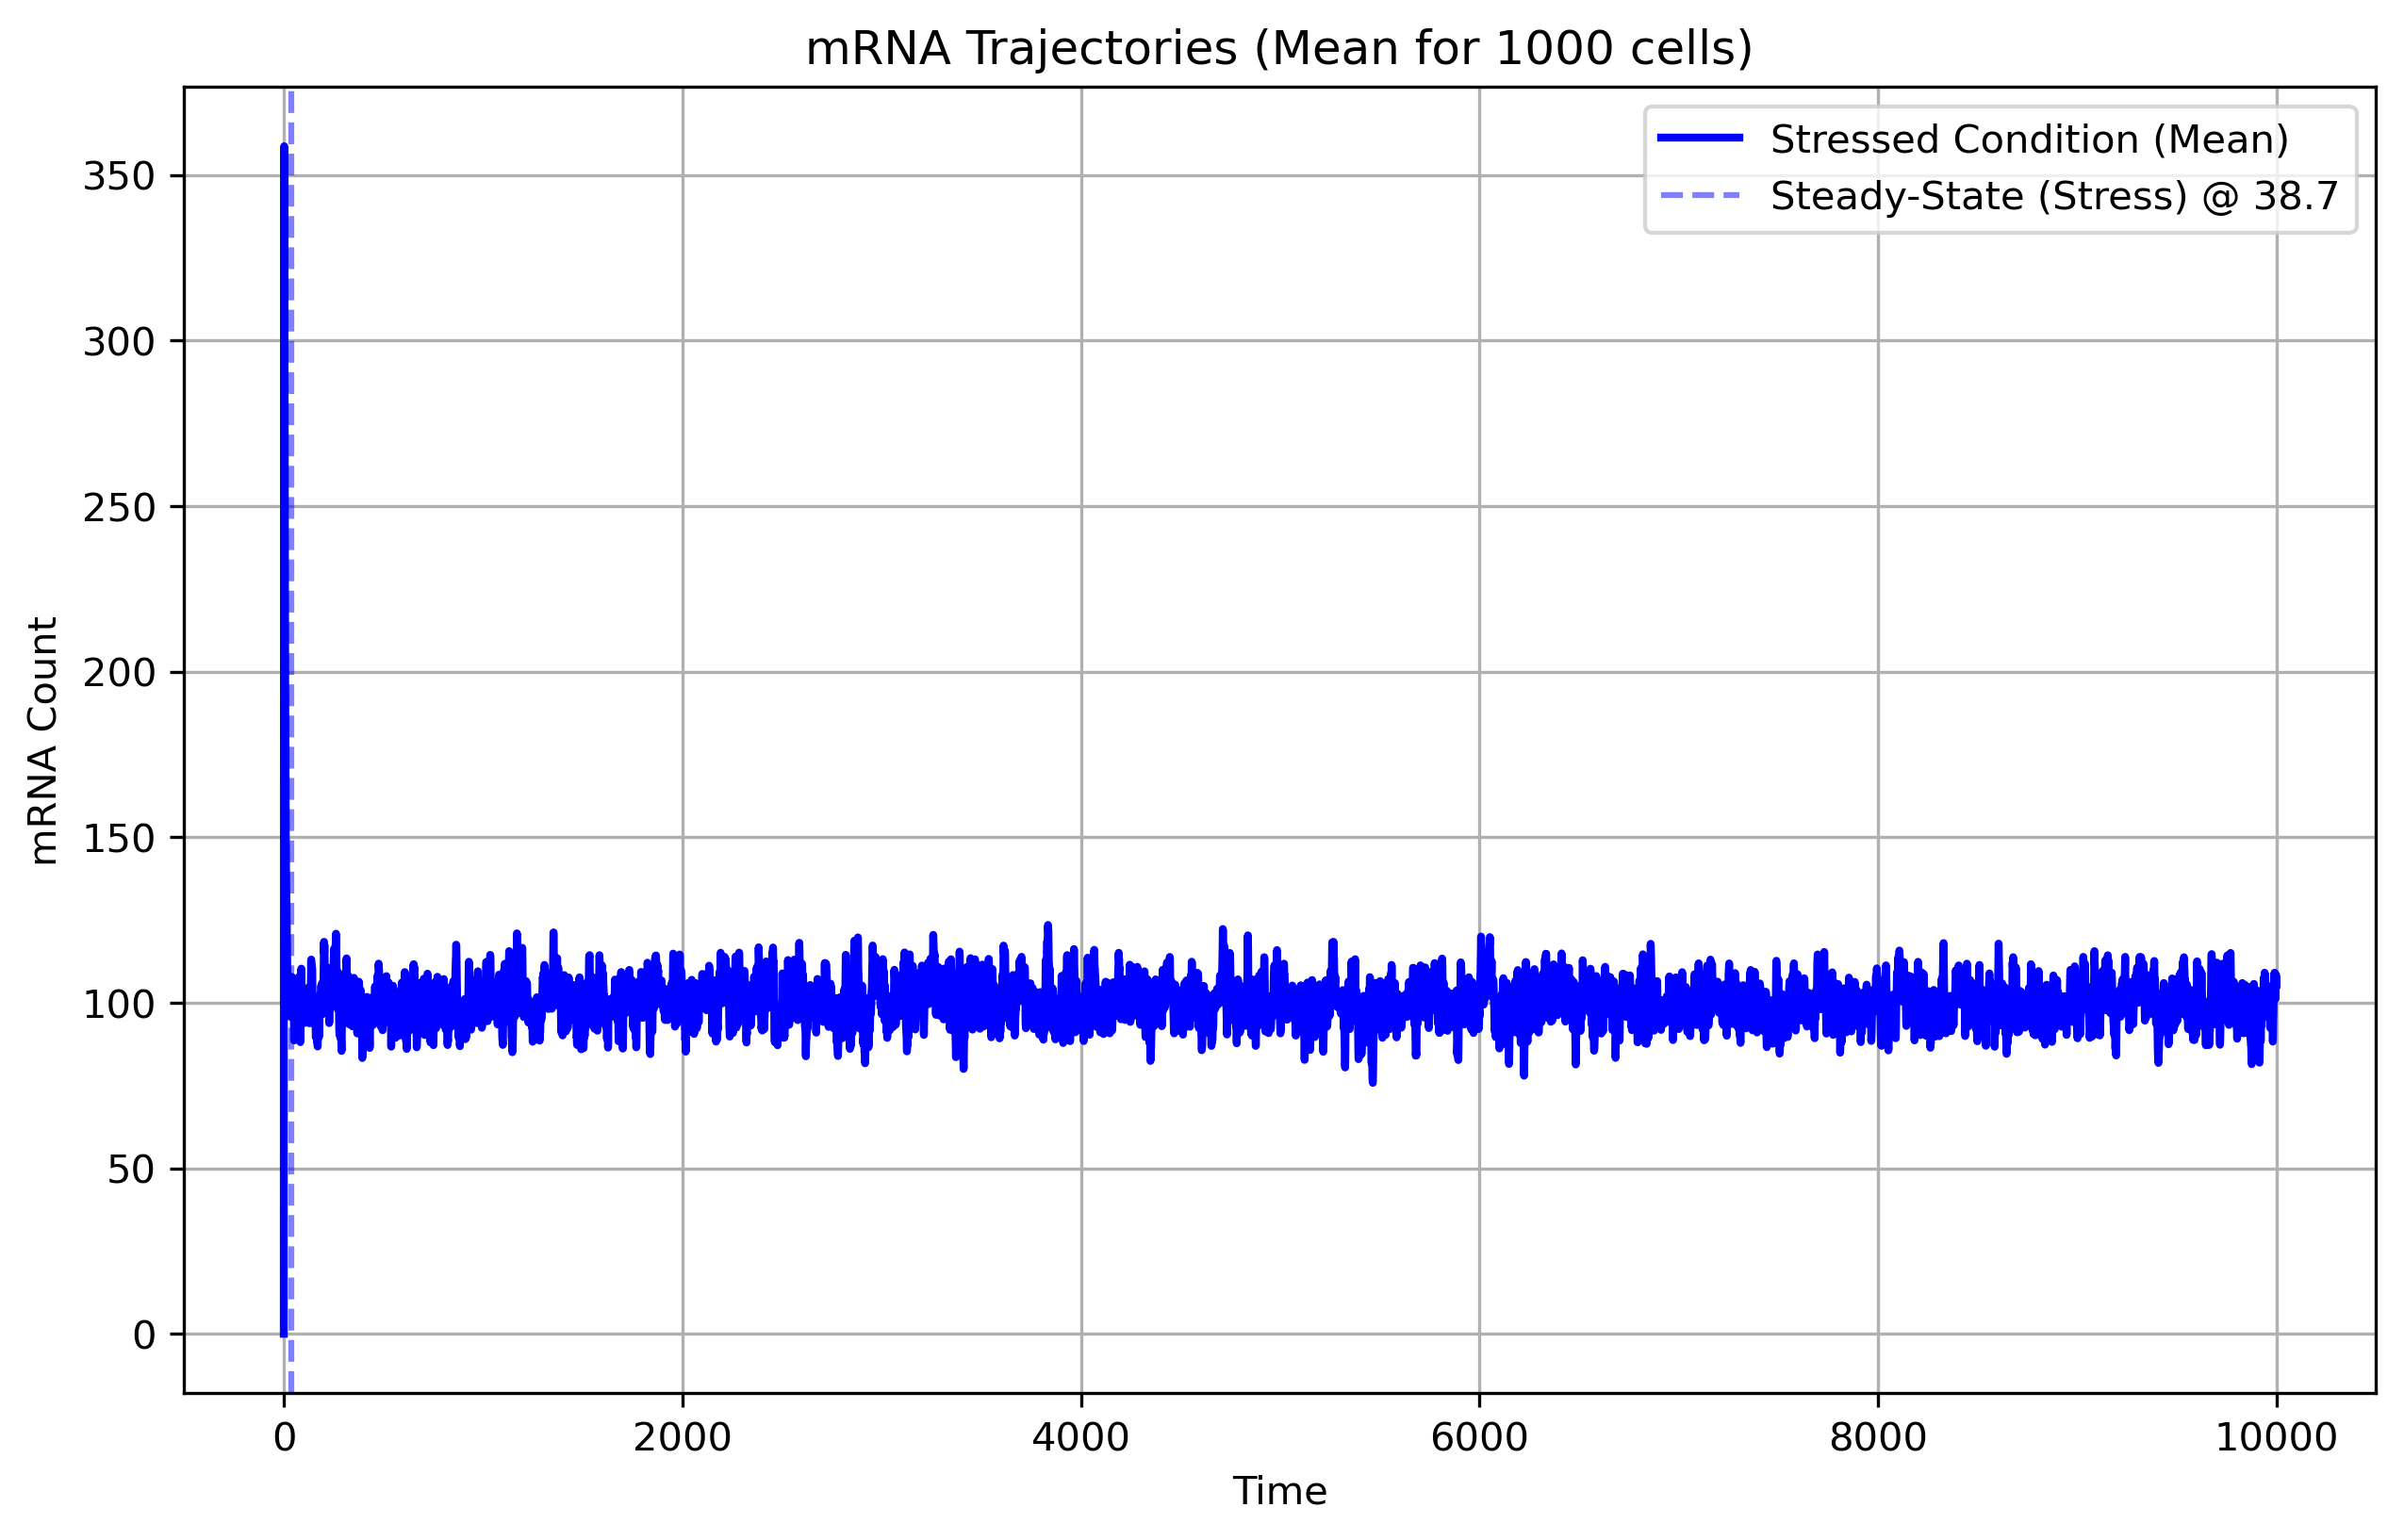 mRNA Trajectories (Mean for 1000 cells)
Stressed Condition (Mean)
Steady-State (Stress) @ 38.7
mRNA Count
350
300
250
200
150
100
50
0
0 2000 4000 6000 8000 10000
Time